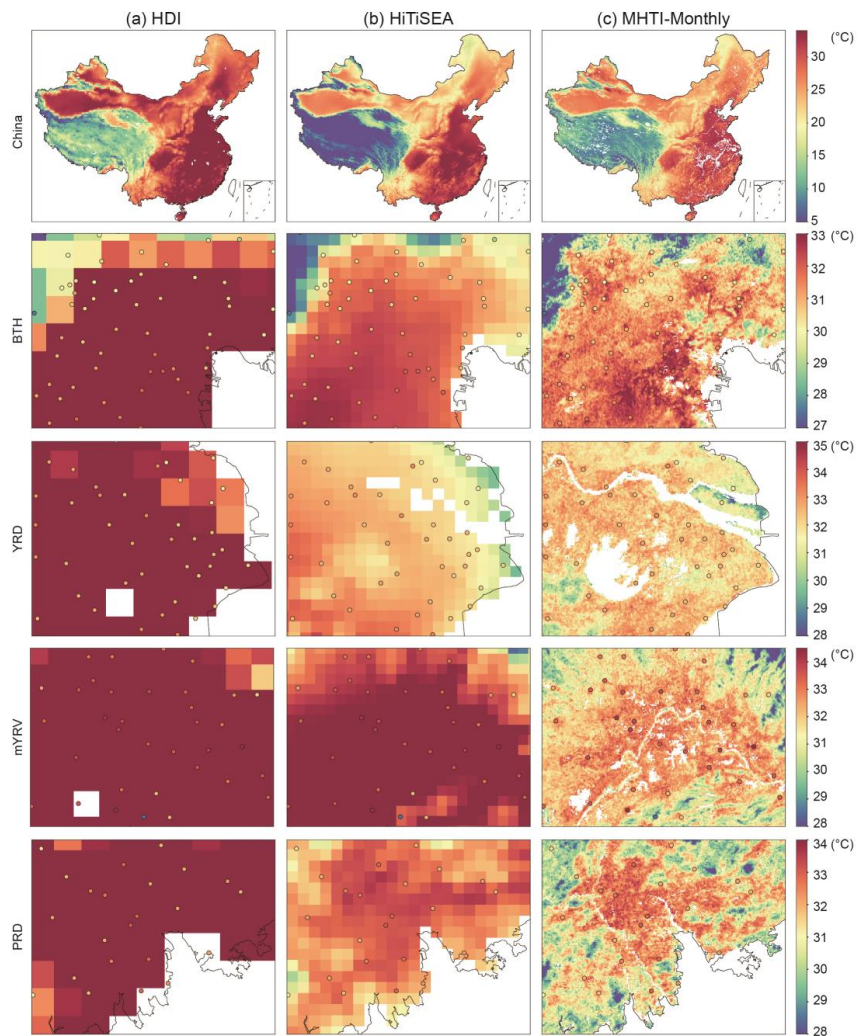 (a) HDI (b) HiTiSEA (c) MHTI-Monthly
China
(°C)
30
25
20
15
10
5
BTH
33 (°C)
32
31
30
29
28
27
YRD
35 (°C)
34
33
32
31
30
29
28
mYRV
(°C)
34
33
32
31
30
29
28
PRD
34 (°C)
33
32
31
30
29
28